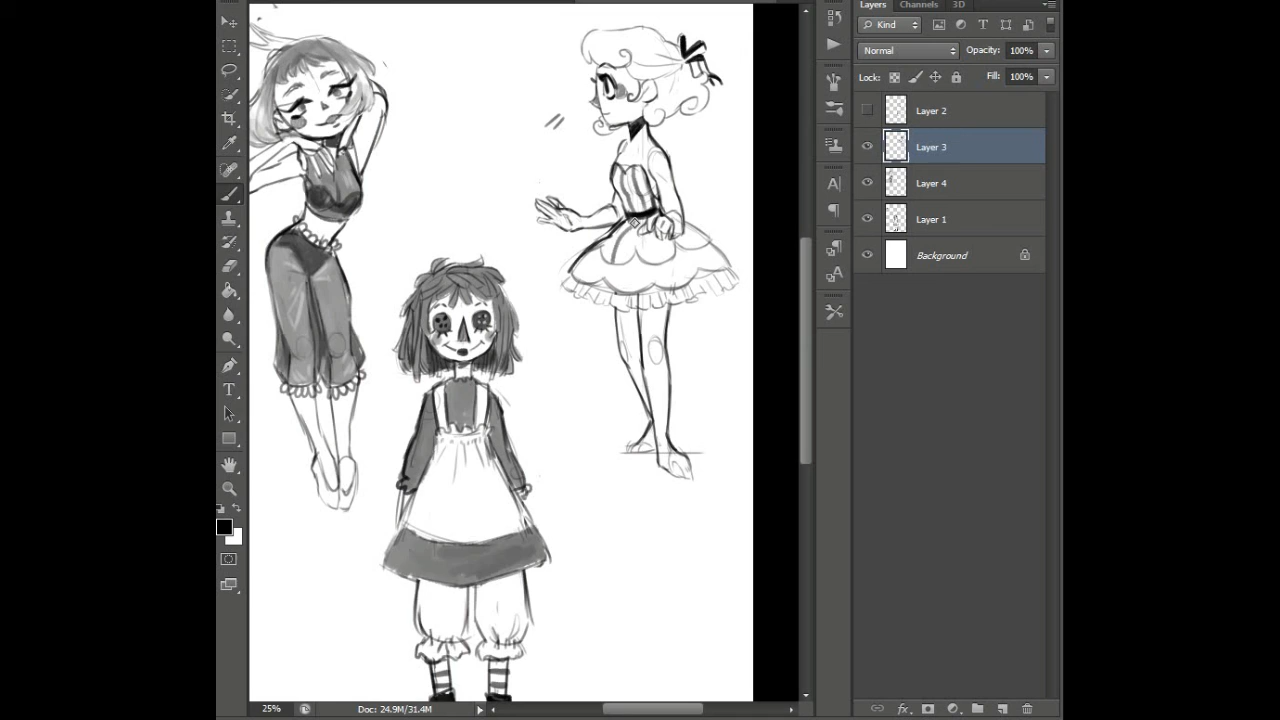 Layers Channels 3D
Kind
Normal Opacity: 100%
Lock: Fill: 100%
Layer 2
Layer 3
Layer 4
Layer 1
Background
25% Doc: 24.9M/31.4M